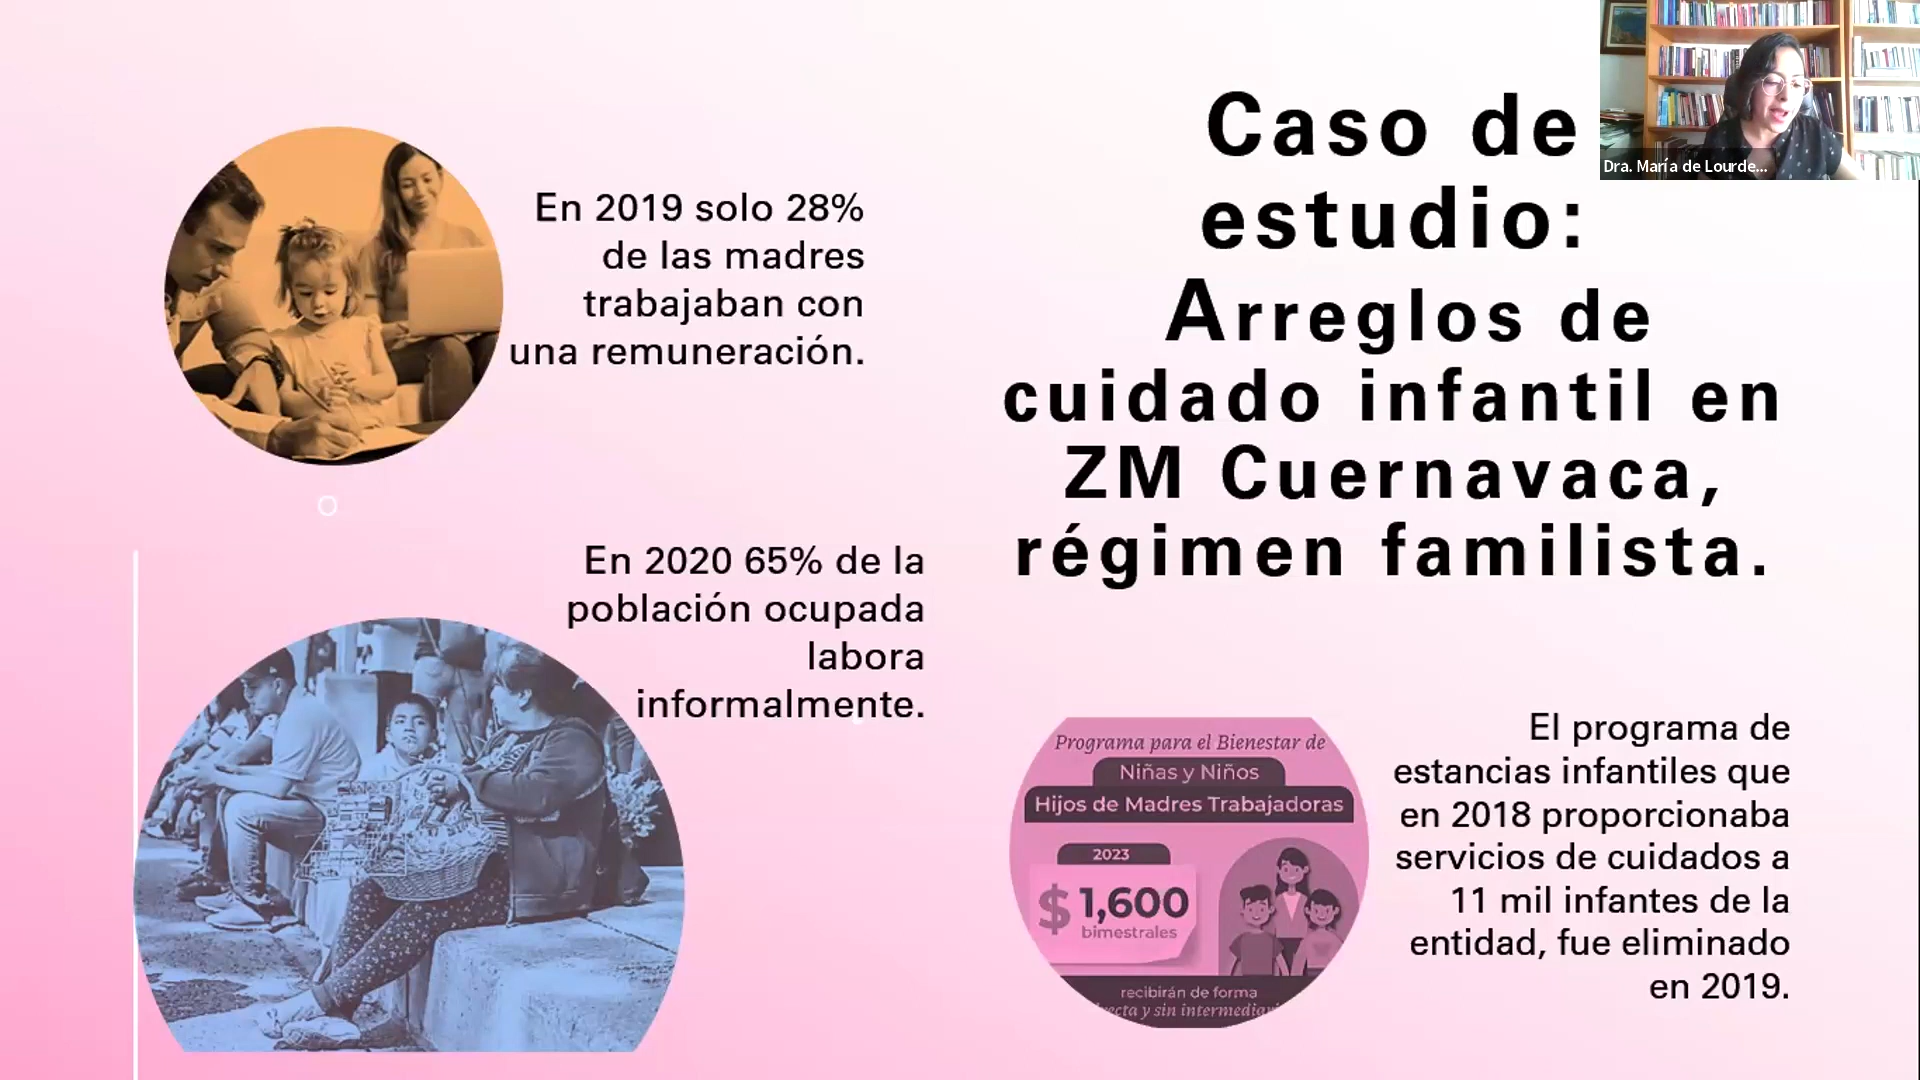 Caso de
estudio:
Arreglos de
cuidado infantil en
ZM Cuernavaca,
régimen familista.
Dra. María de Lourde...
En 2019 solo 28%
de las madres
trabajaban con
una remuneración.
En 2020 65% de la
población ocupada
labora
informalmente.
Programa para el Bienestar de
Niñas y Niños
Hijos de Madres Trabajadoras
2023
$1,600
bimestrales
recibirán de forma
y sin
El programa de
estancias infantiles que
en 2018 proporcionaba
servicios de cuidados a
11 mil infantes de la
entidad, fue eliminado
en 2019.